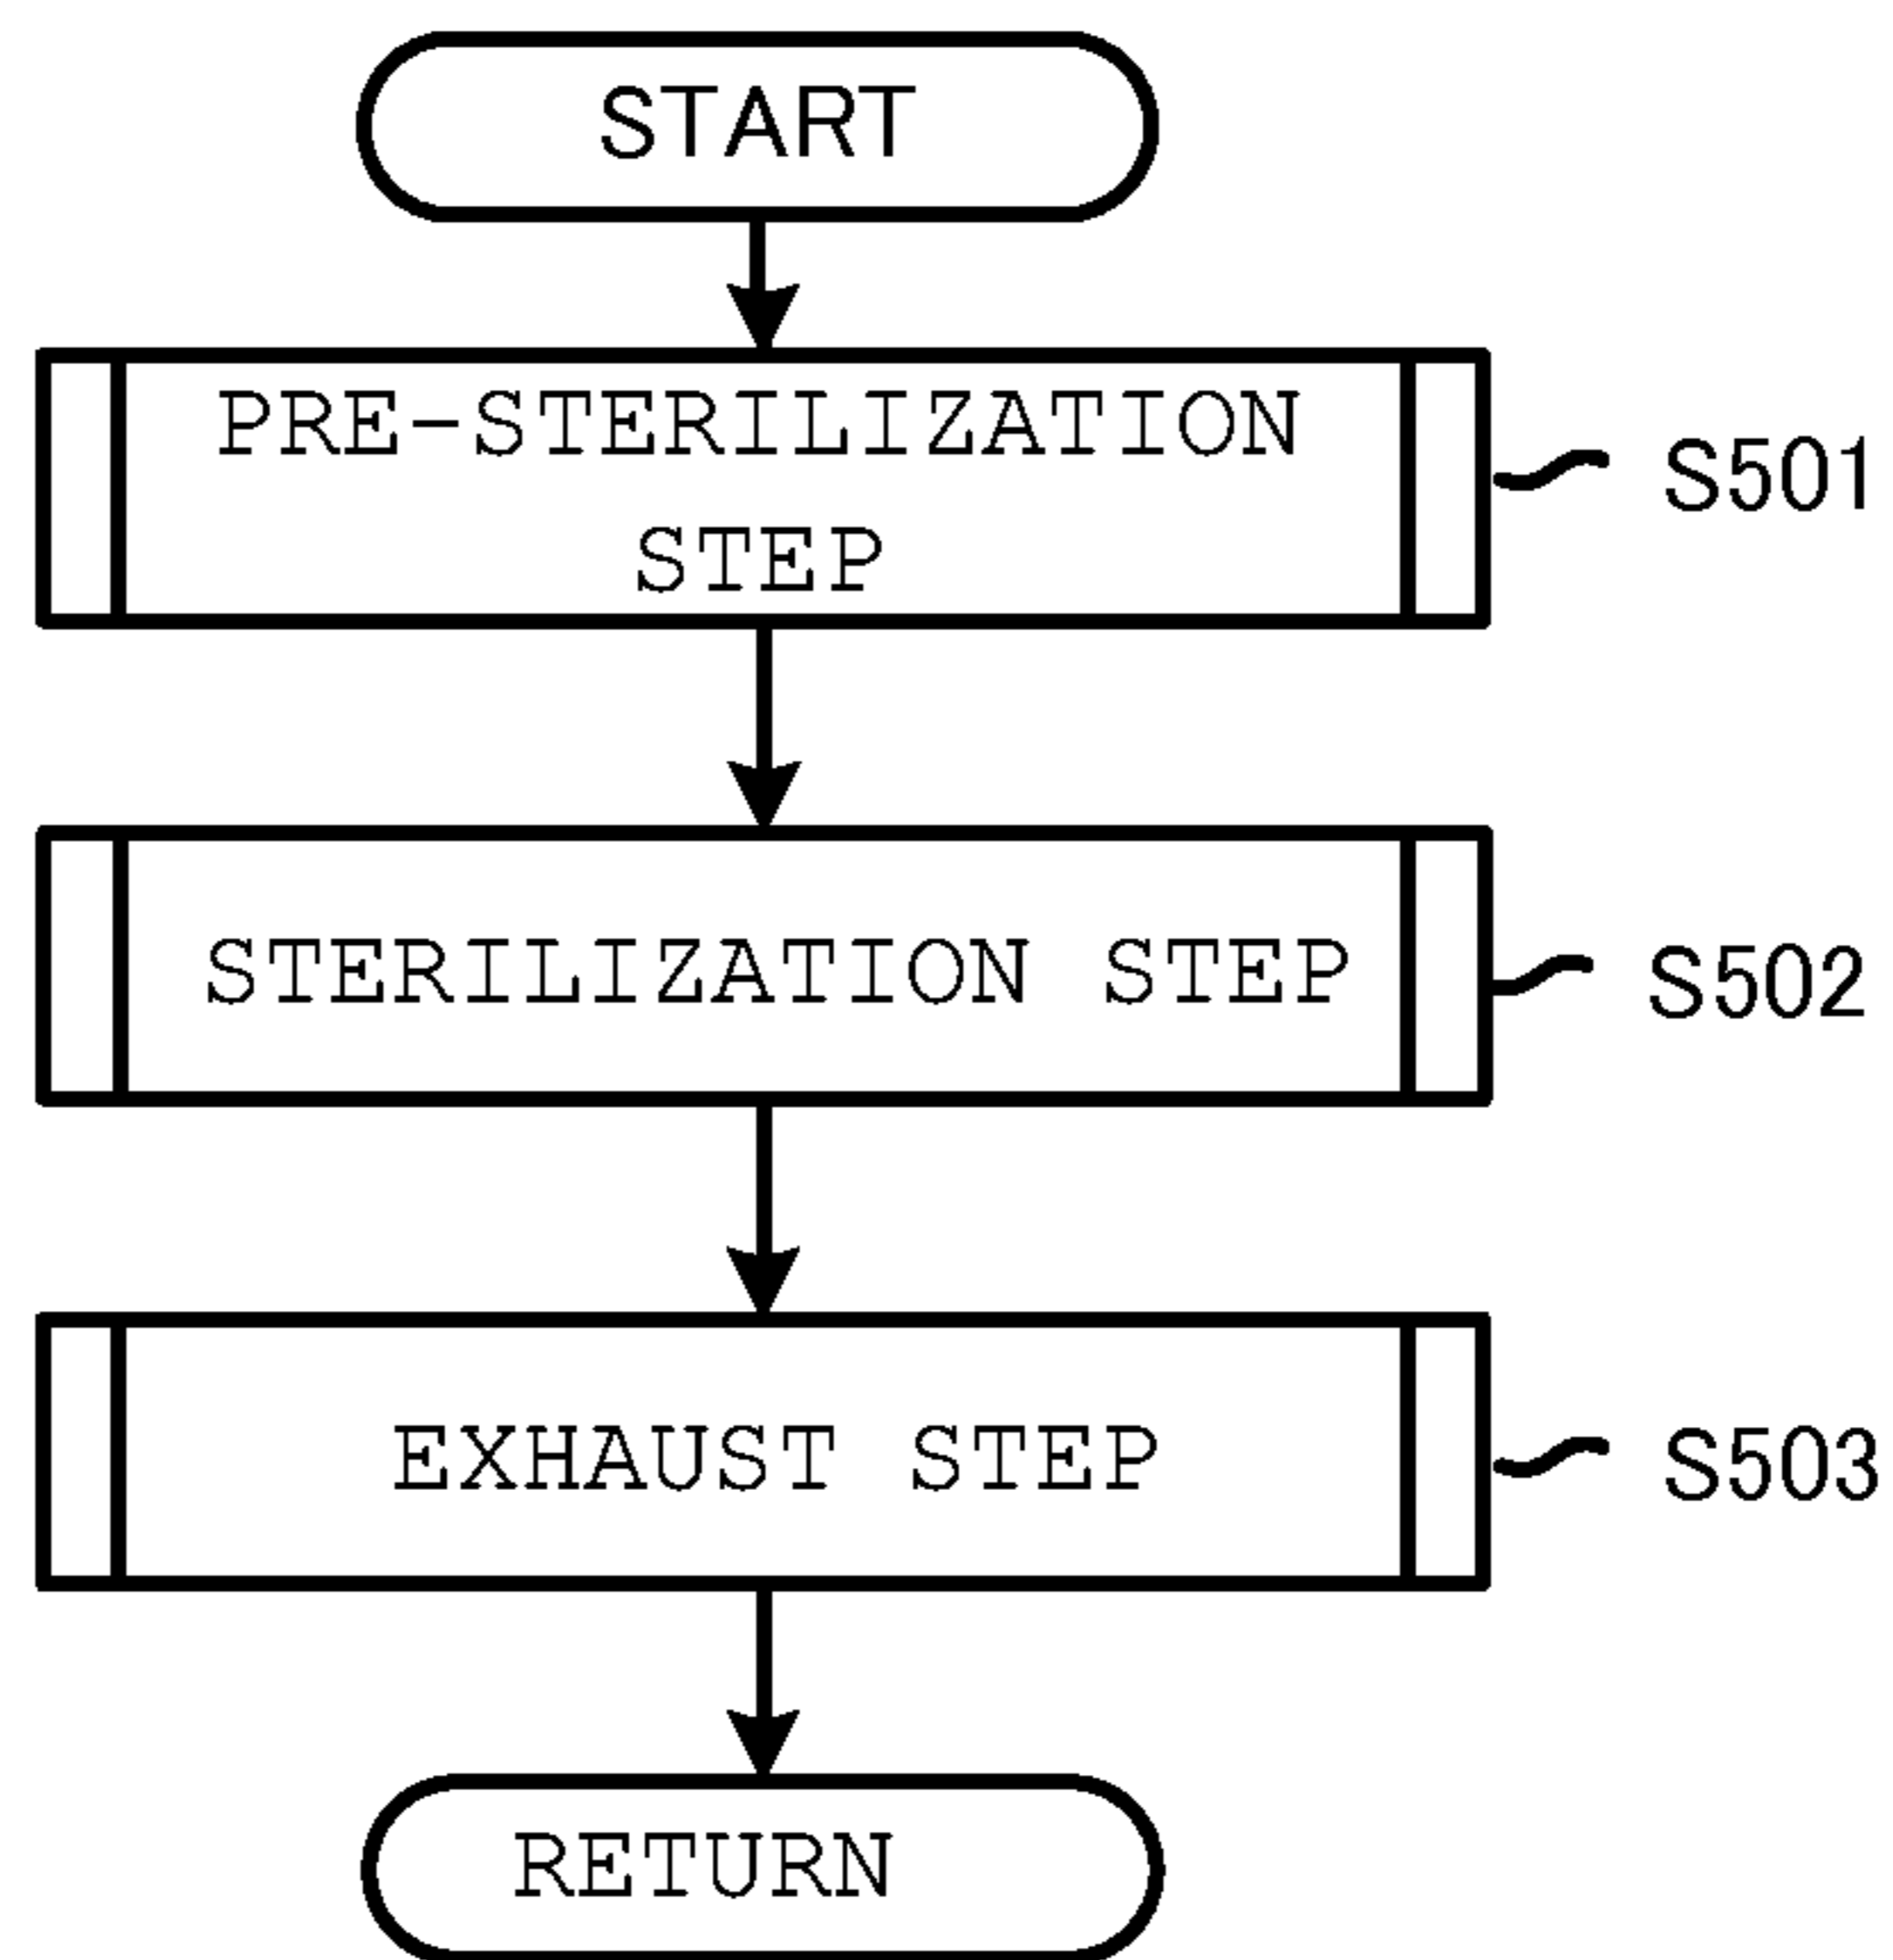 START
PRE-STERILIZATION
STEP
S501
STERILIZATION STEP
S502
EXHAUST STEP
S503
RETURN